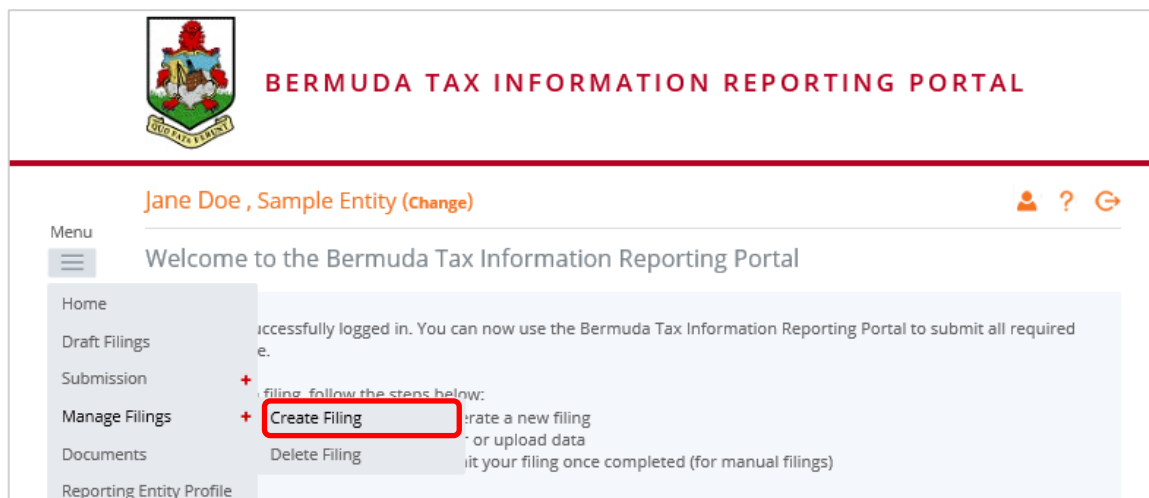 QUO FATA FERUNT
BERMUDA TAX INFORMATION REPORTING PORTAL
Jane Doe , Sample Entity (Change)
?
Menu
Welcome to the Bermuda Tax Information Reporting Portal
Home
uccessfully logged in. You can now use the Bermuda Tax Information Reporting Portal to submit all required
Draft Filings
e.
Submission +
filing, follow the steps below:
Manage Filings + Create Filing erate a new filing
r or upload data
Documents Delete Filing it your filing once completed (for manual filings)
Reporting Entity Profile